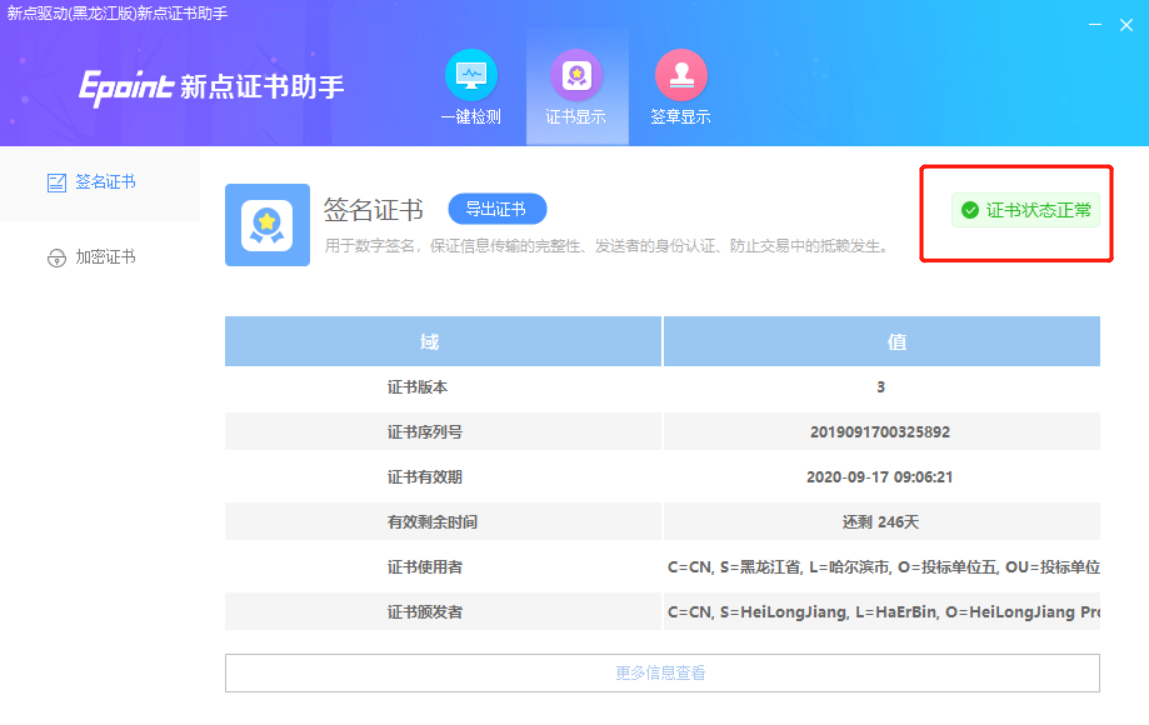 新点驱动(黑龙江版)新点证书助手
Epoint 新点证书助手
一键检测
证书显示
签章显示
签名证书
加密证书
签名证书 导出证书
用于数字签名，保证信息传输的完整性、发送者的身份认证、防止交易中的抵赖发生。
证书状态正常
域 值
证书版本 3
证书序列号 2019091700325892
证书有效期 2020-09-17 09:06:21
有效剩余时间 还剩 246天
证书使用者 C=CN, S=黑龙江省, L=哈尔滨市, O=投标单位五, OU=投标单位
证书颁发者 C=CN, S=HeiLongJiang, L=HaErBin, O=HeiLongJiang Pro
更多信息查看